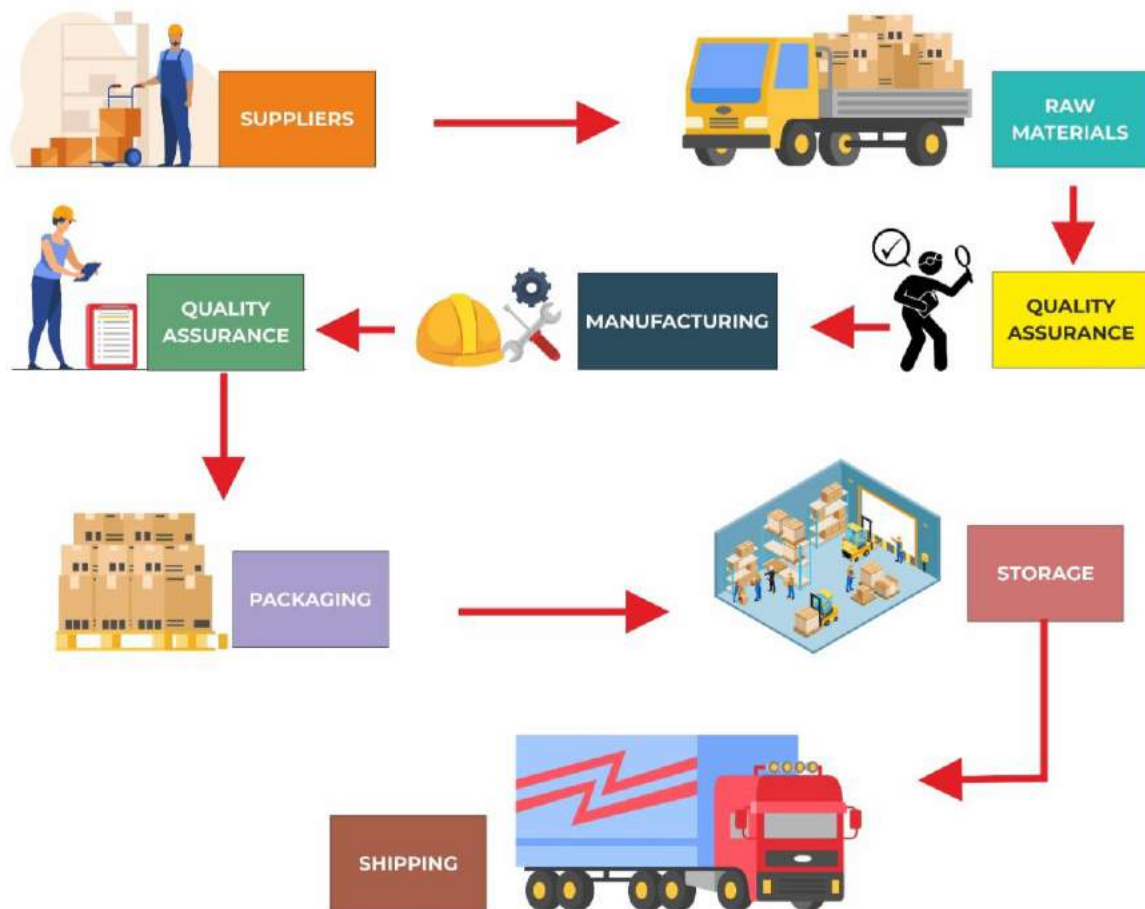 SUPPLIERS
RAW
MATERIALS
QUALITY
ASSURANCE
MANUFACTURING
QUALITY
ASSURANCE
PACKAGING
STORAGE
SHIPPING